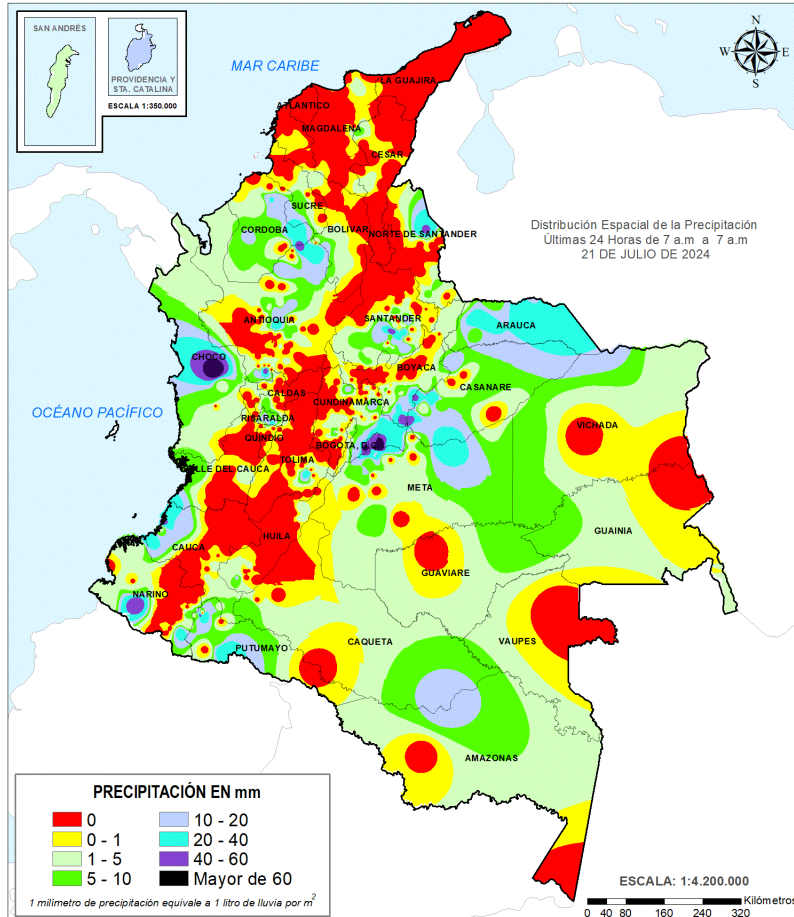 SAN ANDRÉS
PROVIDENCIA Y
STA. CATALINA
ESCALA 1:350.000
MAR CARIBE
N
W
E
S
LA GUAJIRA
ATLANTICO
MAGDALENA
CESAR
SUCRE
CORDOBA
BOLIVAR
NORTE DE SANTANDER
Distribución Espacial de la Precipitación
Últimas 24 Horas de 7 a.m a 7 a.m
21 DE JULIO DE 2024
ANTIOQUIA
SANTANDER
ARAUCA
CHOCO
BOYACA
CASANARE
CALDAS
CUNDINAMARCA
OCÉANO PACÍFICO
RISARALDA
VICHADA
QUINDIO
BOGOTA, D.C.
TOLIMA
VALLE DEL CAUCA
META
GUAINIA
HUILA
CAUCA
GUAVIARE
NARIÑO
CAQUETA
VAUPES
PUTUMAYO
AMAZONAS
PRECIPITACIÓN EN mm
0
0 - 1
1 - 5
5 - 10
10 - 20
20 - 40
40 - 60
Mayor de 60
1 milímetro de precipitación equivale a 1 litro de lluvia por m²
ESCALA: 1:4.200.000
Kilómetros
0 40 80 160 240 320